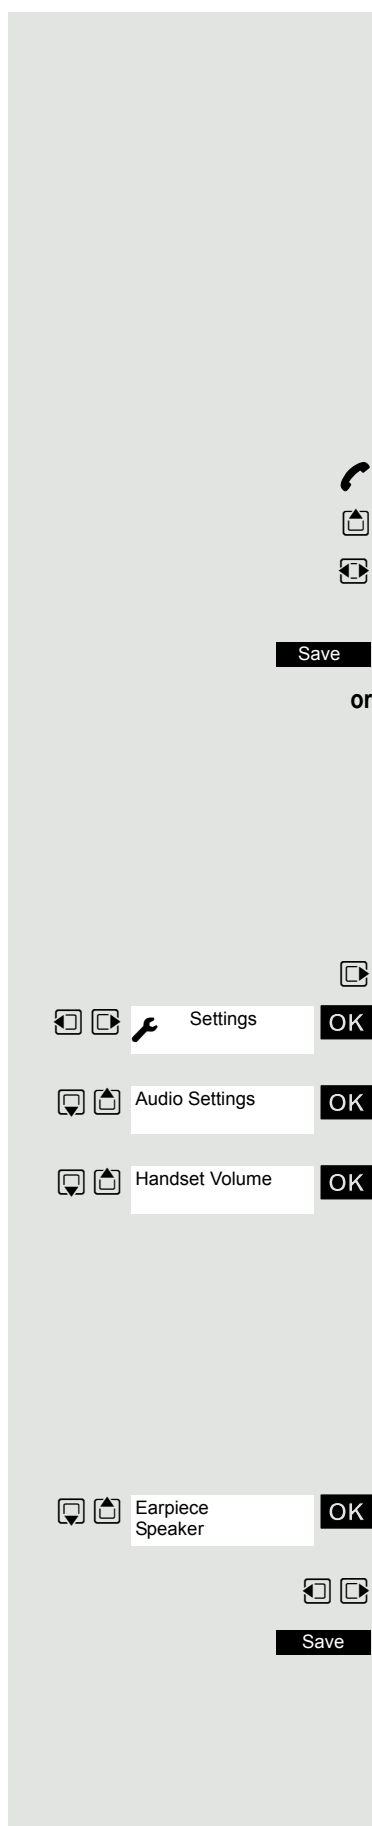 Save
or
Settings OK
Audio Settings OK
Handset Volume OK
Earpiece OK
Speaker
Save